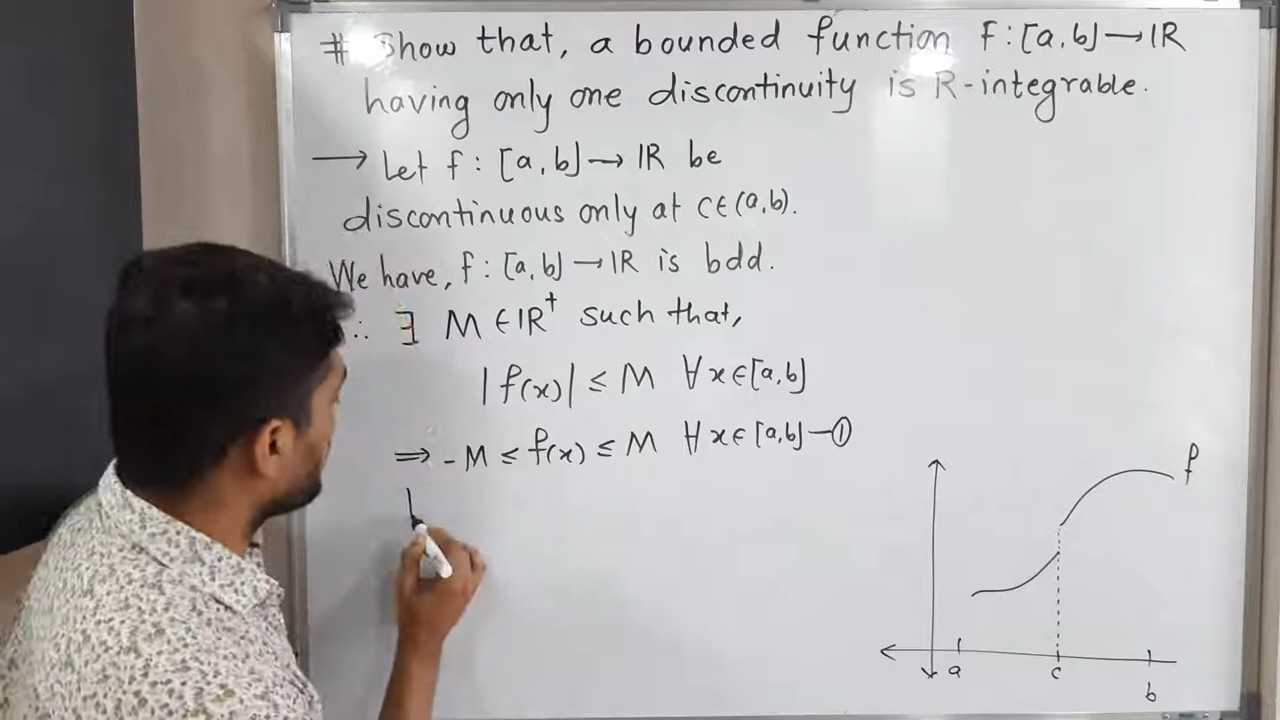 # Show that, a bounded function f:[a,b]→ℝ
having only one discontinuity is R-integrable.
→ Let f : [a,b]→ ℝ be
discontinuous only at c∈(a,b).
We have, f : [a,b]→ℝ is bdd.
∴ ∃ M∈ℝ⁺ such that,
|f(x)| ≤ M ∀x∈[a,b]
⇒ -M ≤ f(x) ≤ M ∀x∈[a,b]—①
f
a c b